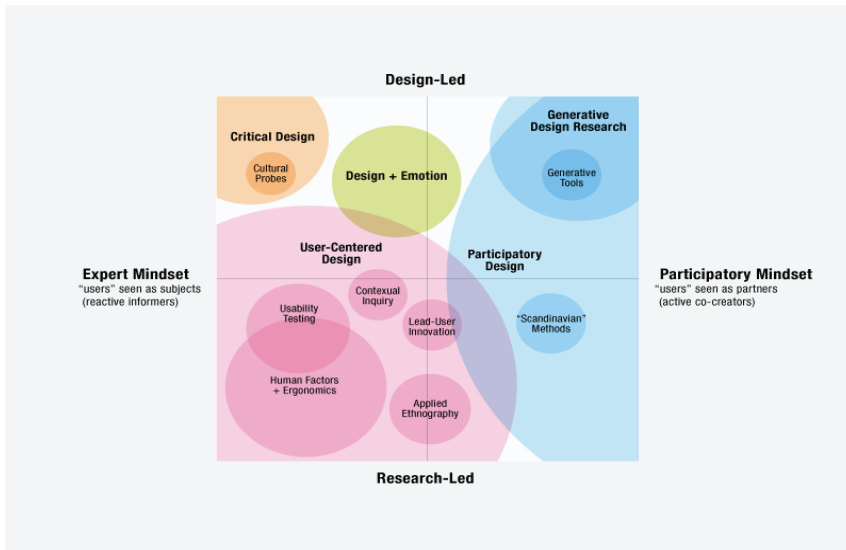 Design-Led
Critical Design
Cultural
Probes
Design + Emotion
Generative
Design Research
Generative
Tools
User-Centered
Design
Participatory
Design
Expert Mindset
“users” seen as subjects
(reactive informers)
Participatory Mindset
“users” seen as partners
(active co-creators)
Contexual
Inquiry
Usability
Testing
Lead-User
Innovation
“Scandinavian”
Methods
Human Factors
+ Ergonomics
Applied
Ethnography
Research-Led